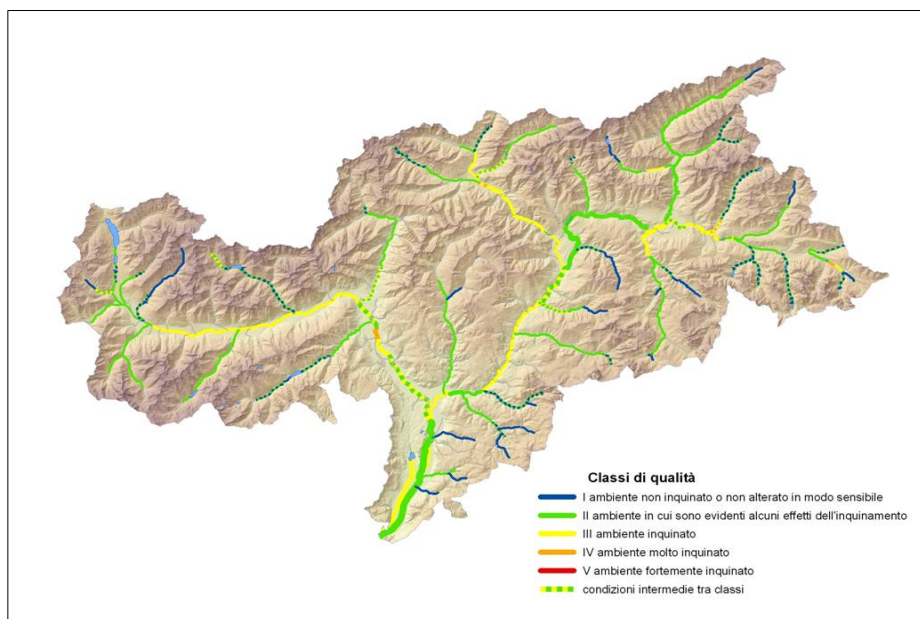 Classi di qualità
I ambiente non inquinato o non alterato in modo sensibile
II ambiente in cui sono evidenti alcuni effetti dell'inquinamento
III ambiente inquinato
IV ambiente molto inquinato
V ambiente fortemente inquinato
condizioni intermedie tra classi